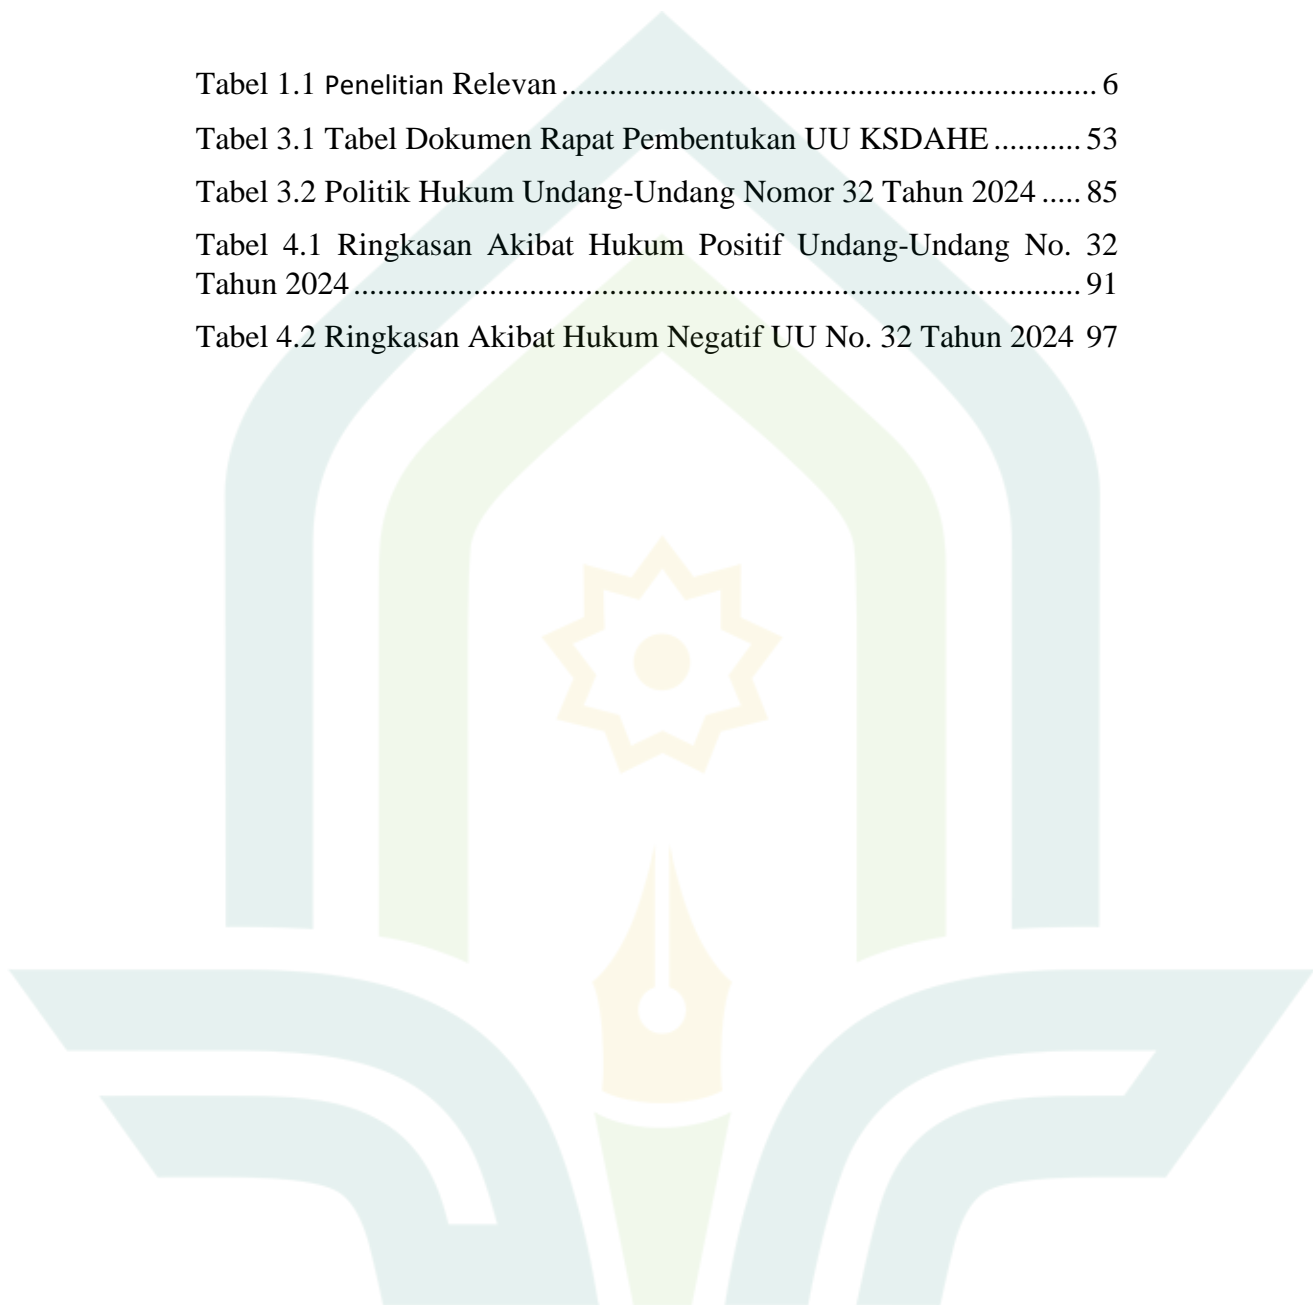 Tabel 1.1 Penelitian Relevan ................................................................... 6
Tabel 3.1 Tabel Dokumen Rapat Pembentukan UU KSDAHE ........... 53
Tabel 3.2 Politik Hukum Undang-Undang Nomor 32 Tahun 2024 ..... 85
Tabel 4.1 Ringkasan Akibat Hukum Positif Undang-Undang No. 32
Tahun 2024 ........................................................................................... 91
Tabel 4.2 Ringkasan Akibat Hukum Negatif UU No. 32 Tahun 2024 97